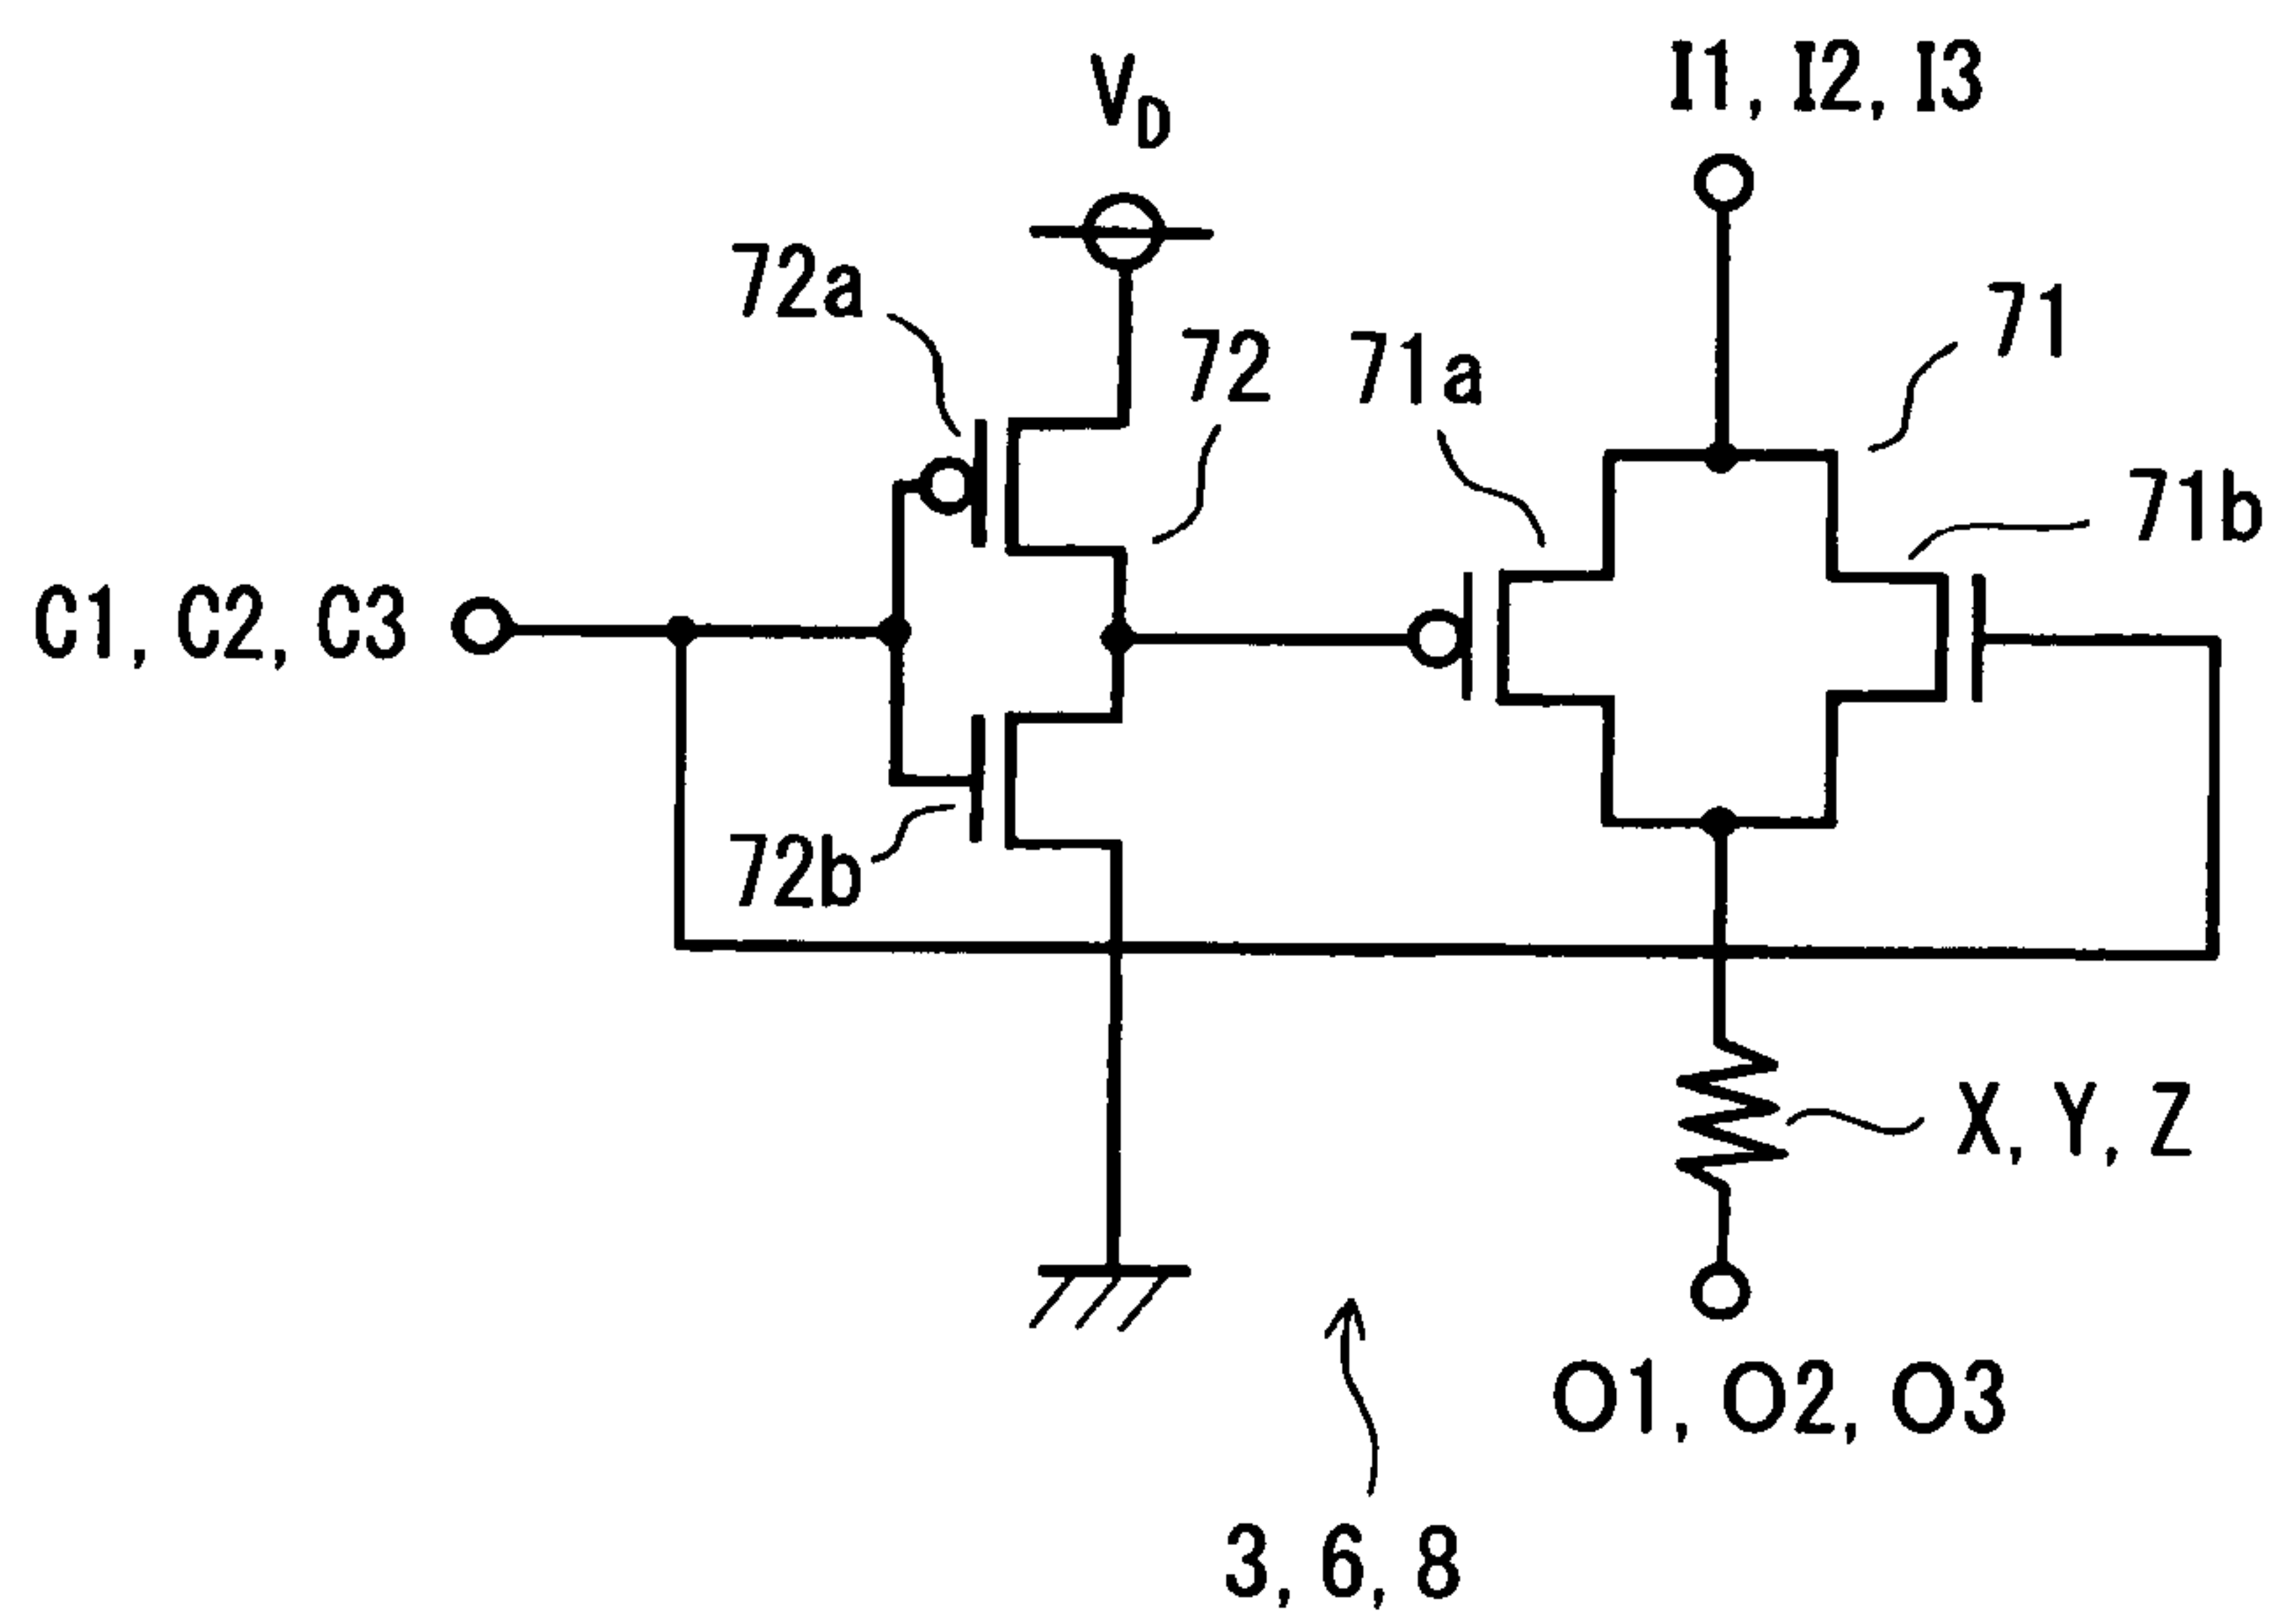 V_D
I1, I2, I3
72a
72
71a
71
71b
C1, C2, C3
72b
X, Y, Z
O1, O2, O3
3, 6, 8